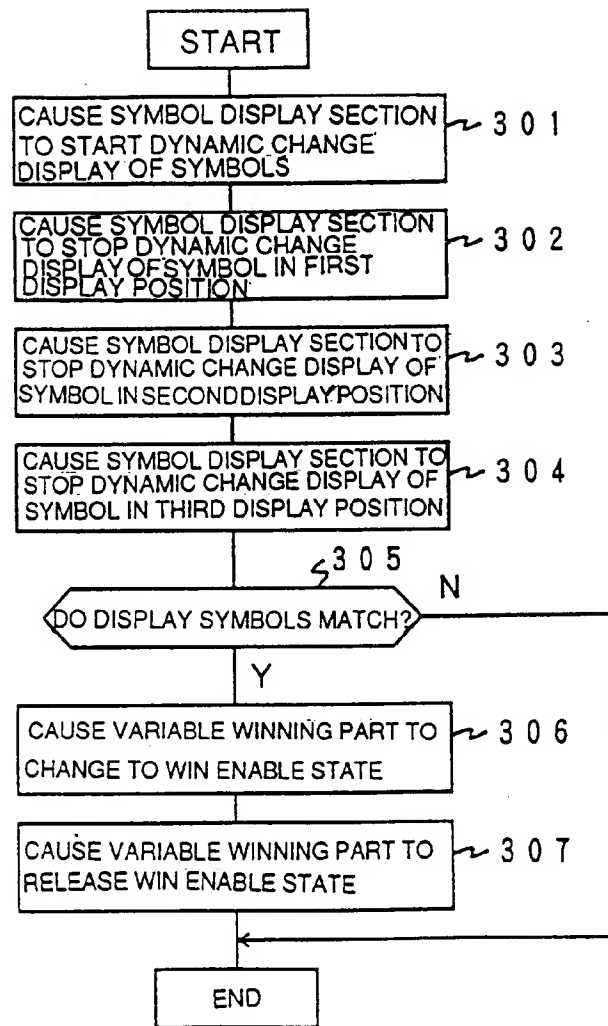 START
CAUSE SYMBOL DISPLAY SECTION
TO START DYNAMIC CHANGE
DISPLAY OF SYMBOLS
301
CAUSE SYMBOL DISPLAY SECTION
TO STOP DYNAMIC CHANGE
DISPLAY OF SYMBOL IN FIRST
DISPLAY POSITION
302
CAUSE SYMBOL DISPLAY SECTION TO
STOP DYNAMIC CHANGE DISPLAY OF
SYMBOL IN SECOND DISPLAY POSITION
303
CAUSE SYMBOL DISPLAY SECTION TO
STOP DYNAMIC CHANGE DISPLAY OF
SYMBOL IN THIRD DISPLAY POSITION
304
305
DO DISPLAY SYMBOLS MATCH?
N
Y
CAUSE VARIABLE WINNING PART TO
CHANGE TO WIN ENABLE STATE
306
CAUSE VARIABLE WINNING PART TO
RELEASE WIN ENABLE STATE
307
END